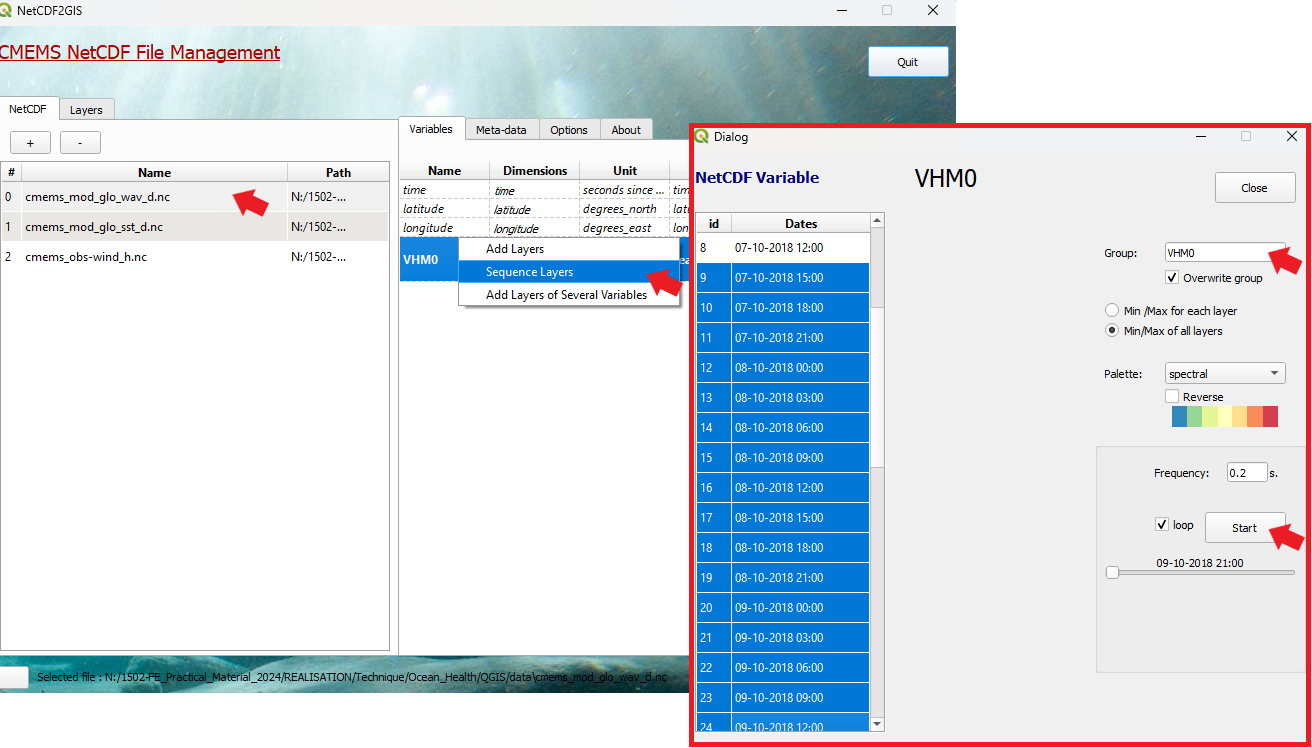 NetCDF2GIS
CMEMS NetCDF File Management
Quit
NetCDF
Layers
+
-
# Name Path
0 cmems_mod_glo_wav_d.nc N:/1502-...
1 cmems_mod_glo_sst_d.nc N:/1502-...
2 cmems_obs-wind_h.nc N:/1502-...
Variables
Meta-data
Options
About
Name Dimensions Unit
time time seconds since ...
latitude latitude degrees_north
longitude longitude degrees_east
VHM0
Add Layers
Sequence Layers
Add Layers of Several Variables
Selected file : N:/1502-FE_Practical_Material_2024/REALISATION/Technique/Ocean_Health/QGIS/data\cmems_mod_glo_wav_d.nc
Dialog
NetCDF Variable
VHM0
Close
id Dates
8 07-10-2018 12:00
9 07-10-2018 15:00
10 07-10-2018 18:00
11 07-10-2018 21:00
12 08-10-2018 00:00
13 08-10-2018 03:00
14 08-10-2018 06:00
15 08-10-2018 09:00
16 08-10-2018 12:00
17 08-10-2018 15:00
18 08-10-2018 18:00
19 08-10-2018 21:00
20 09-10-2018 00:00
21 09-10-2018 03:00
22 09-10-2018 06:00
23 09-10-2018 09:00
24 09-10-2018 12:00
Group: VHM0
Overwrite group
Min /Max for each layer
Min/Max of all layers
Palette: spectral
Reverse
Frequency: 0.2 s.
loop
Start
09-10-2018 21:00